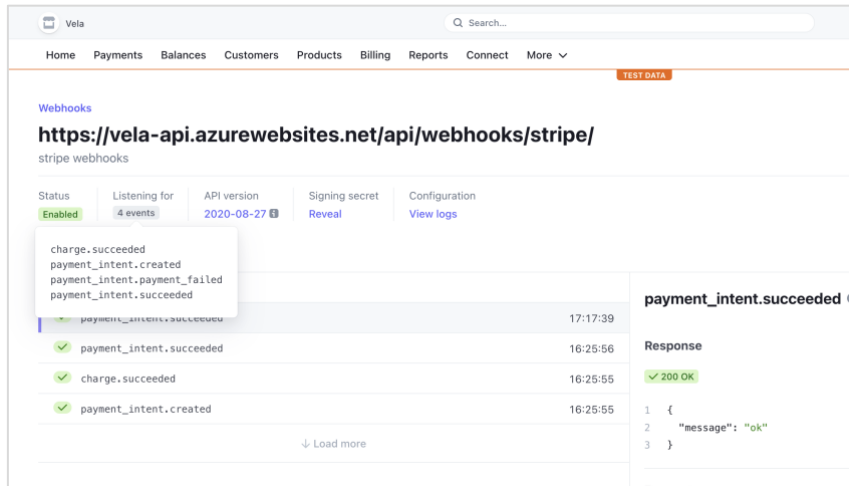 Vela
Search...
Home Payments Balances Customers Products Billing Reports Connect More
TEST DATA
Webhooks
https://vela-api.azurewebsites.net/api/webhooks/stripe/
stripe webhooks
Status Listening for API version Signing secret Configuration
Enabled 4 events 2020-08-27 Reveal View logs
charge.succeeded
payment_intent.created
payment_intent.payment_failed
payment_intent.succeeded
payment_intent.succeeded 17:17:39
payment_intent.succeeded 16:25:56
charge.succeeded 16:25:55
payment_intent.created 16:25:55
↓ Load more
payment_intent.succeeded
Response
200 OK
1 {
2 "message": "ok"
3 }